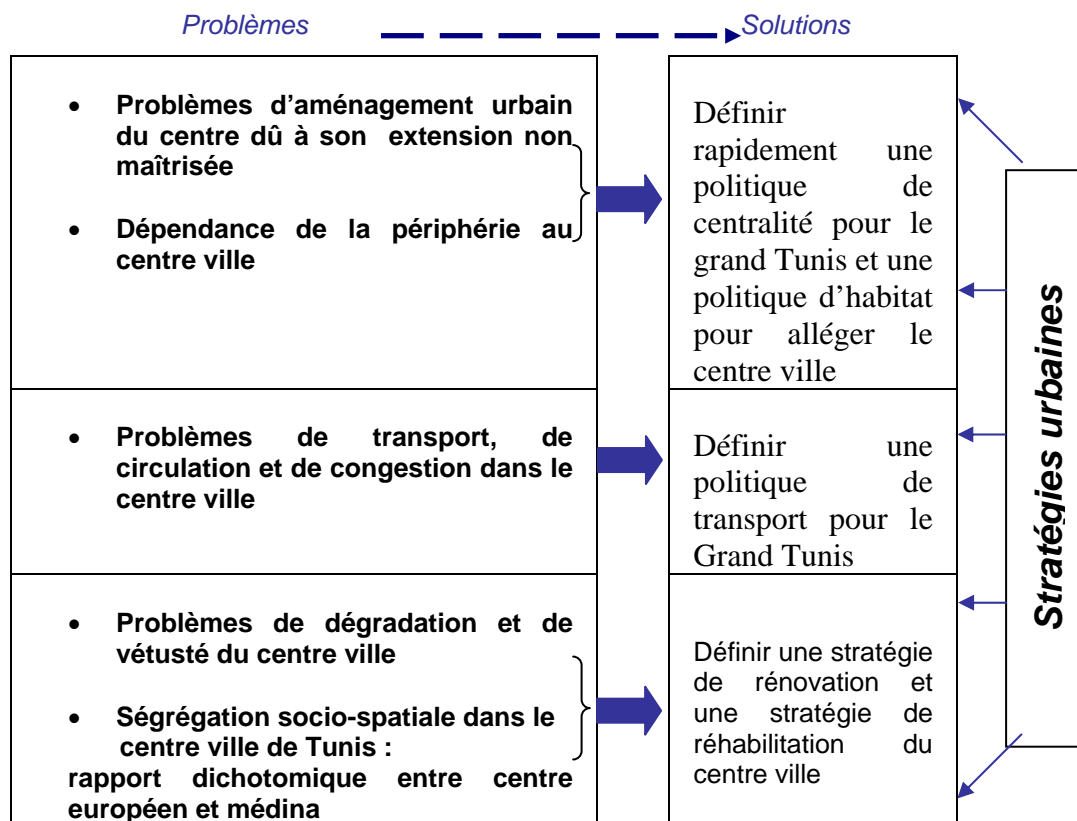 Problèmes
Solutions
• Problèmes d’aménagement urbain
du centre dû à son extension non
maîtrisée
• Dépendance de la périphérie au
centre ville
Définir
rapidement une
politique de
centralité pour le
grand Tunis et une
politique d’habitat
pour alléger le
centre ville
• Problèmes de transport, de
circulation et de congestion dans le
centre ville
Définir une
politique de
transport pour le
Grand Tunis
• Problèmes de dégradation et de
vétusté du centre ville
• Ségrégation socio-spatiale dans le
centre ville de Tunis :
rapport dichotomique entre centre
européen et médina
Définir une stratégie
de rénovation et
une stratégie de
réhabilitation du
centre ville
Stratégies urbaines